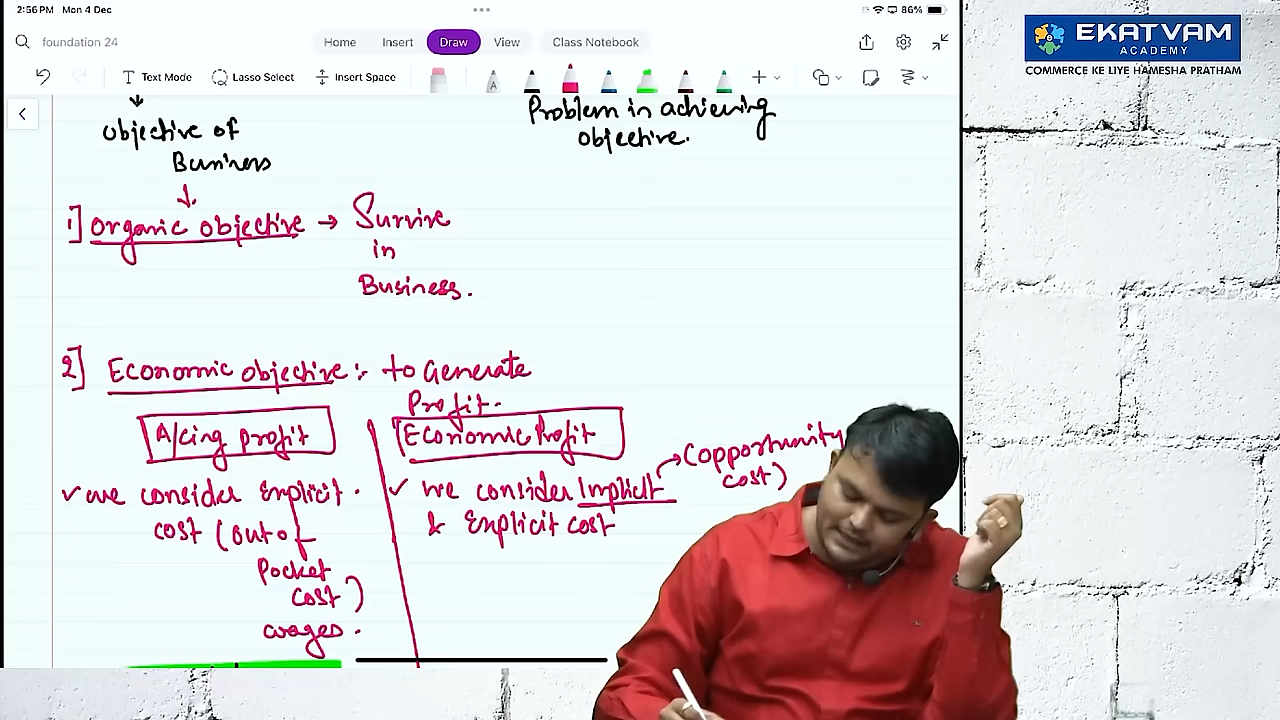 2:56 PM Mon 4 Dec
86%
foundation 24
Home Insert Draw View Class Notebook
Text Mode Lasso Select Insert Space
EKATVAM
ACADEMY
COMMERCE KE LIYE HAMESHA PRATHAM
Objective of
Business
Problem in achieving
objective.
1] Organic objective → Survive
in
Business.
2] Economic objective :- to Generate
Profit.
A/cing profit
Economic Profit
✓ we consider Explicit
cost (out of
Pocket
cost)
wages.
✓ we consider Implicit
& Explicit cost
→ (opportunity
cost)